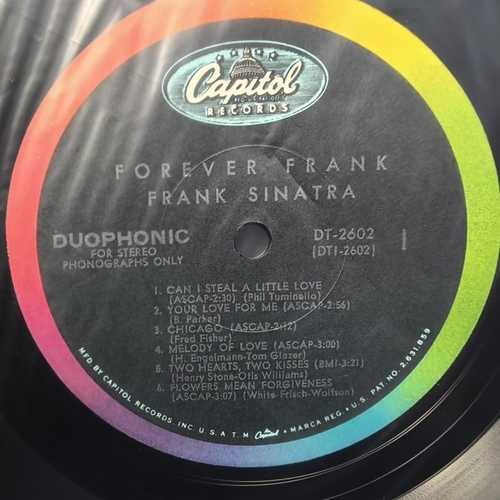 Capitol
RECORDS
FOREVER FRANK
FRANK SINATRA
DUOPHONIC
FOR STEREO
PHONOGRAPHS ONLY
DT-2602
(DT1-2602)
1
1. CAN I STEAL A LITTLE LOVE
(ASCAP-2:30) (Phil Tuminello)
2. YOUR LOVE FOR ME (ASCAP-2:56)
(B. Parker)
3. CHICAGO (ASCAP-2:12)
(Fred Fisher)
4. MELODY OF LOVE (ASCAP-3:00)
(H. Engelmann-Tom Glazer)
5. TWO HEARTS, TWO KISSES (BMI-3:21)
(Henry Stone-Otis Williams)
6. FLOWERS MEAN FORGIVENESS
(ASCAP-3:07) (White-Frisch-Wolfson)
MFD. BY CAPITOL RECORDS, INC. U.S.A. T.M. Capitol MARCA REG. • U.S. PAT. NO. 2,631,859